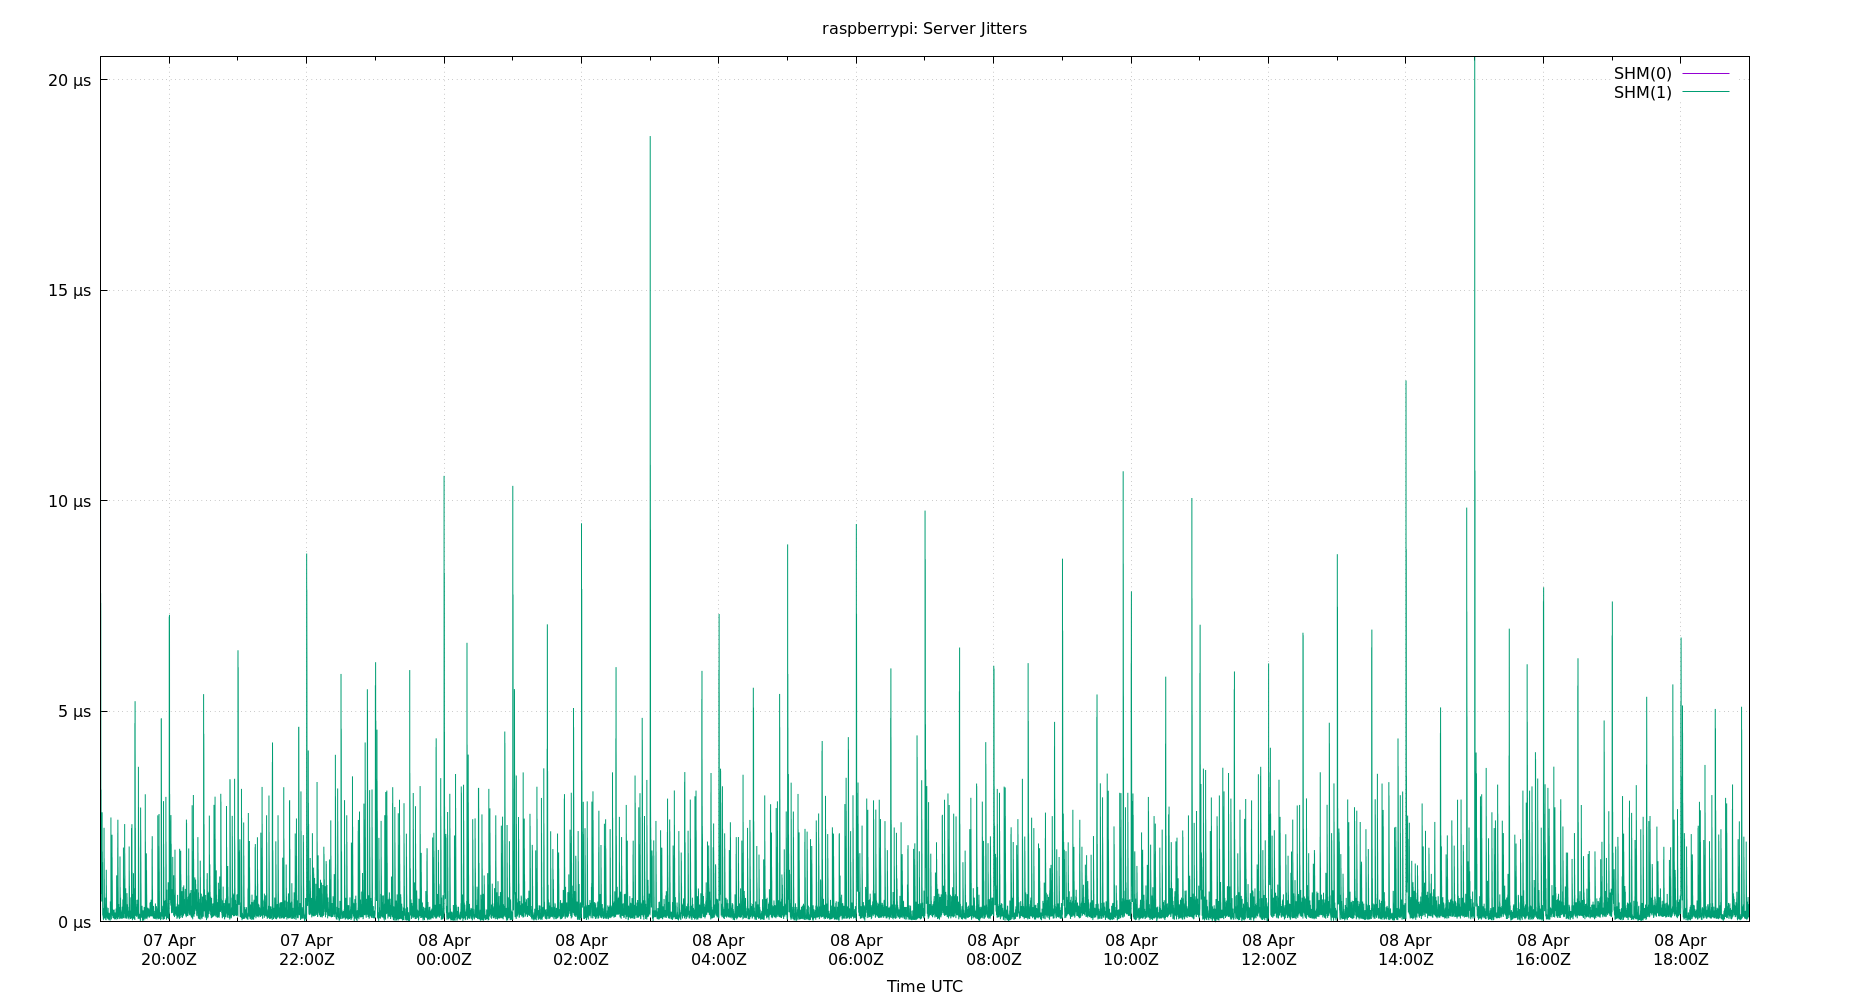 raspberrypi: Server Jitters
SHM(0)
SHM(1)
20 µs
15 µs
10 µs
5 µs
0 µs
07 Apr 07 Apr 08 Apr 08 Apr 08 Apr 08 Apr 08 Apr 08 Apr 08 Apr 08 Apr 08 Apr 08 Apr
20:00Z 22:00Z 00:00Z 02:00Z 04:00Z 06:00Z 08:00Z 10:00Z 12:00Z 14:00Z 16:00Z 18:00Z
Time UTC